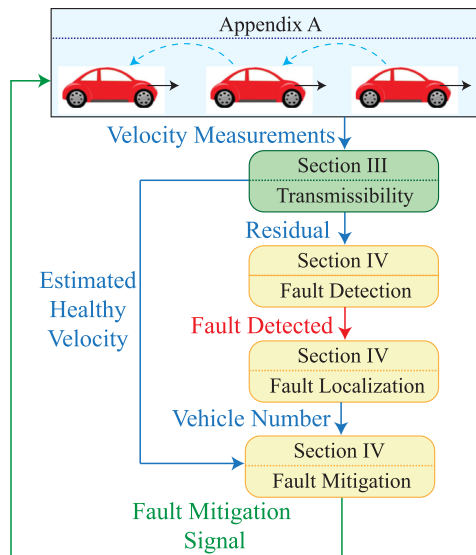 Appendix A
Velocity Measurements
Section III
Transmissibility
Residual
Section IV
Fault Detection
Estimated
Healthy
Velocity
Fault Detected
Section IV
Fault Localization
Vehicle Number
Section IV
Fault Mitigation
Fault Mitigation
Signal